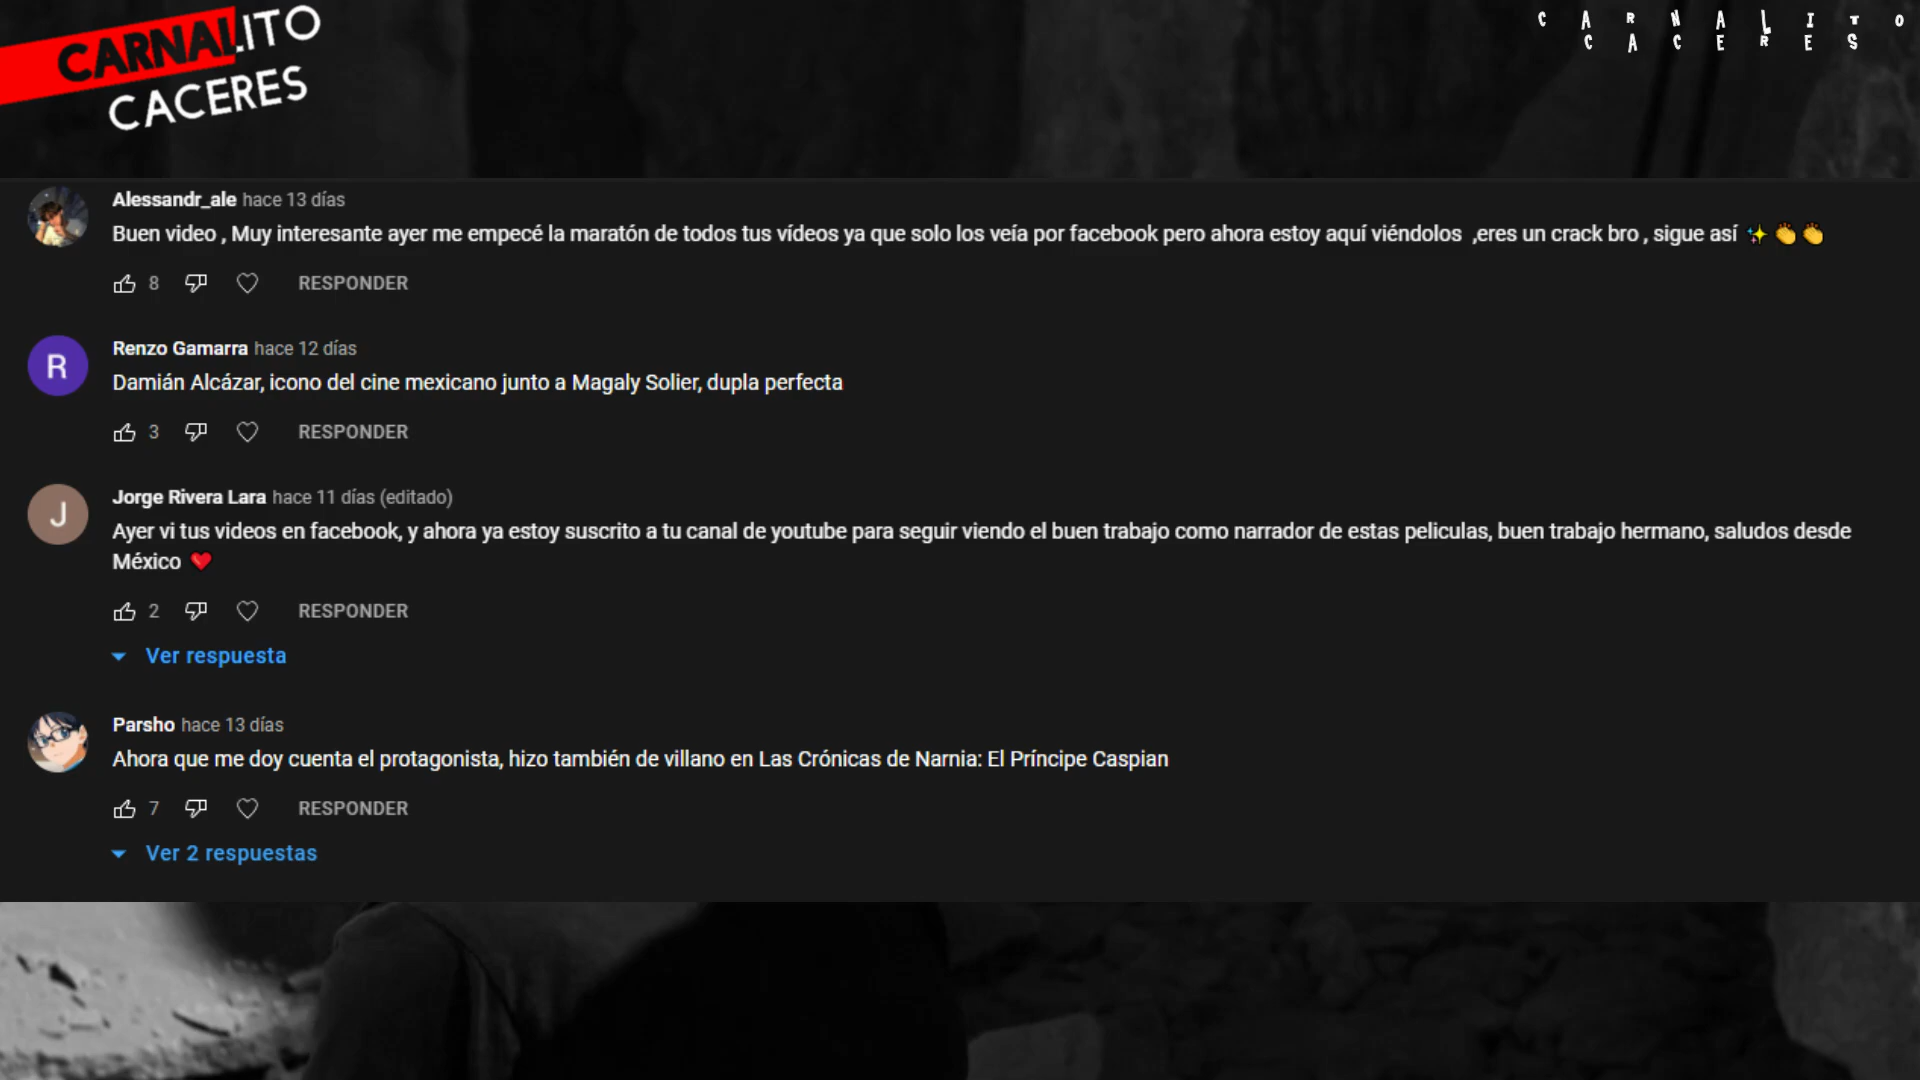 CARNALITO
CACERES
CARNALITO
CACERES
Alessandr_ale hace 13 días
Buen video , Muy interesante ayer me empecé la maratón de todos tus vídeos ya que solo los veía por facebook pero ahora estoy aquí viéndolos ,eres un crack bro , sigue así ✨👏👏
8 RESPONDER
R
Renzo Gamarra hace 12 días
Damián Alcázar, icono del cine mexicano junto a Magaly Solier, dupla perfecta
3 RESPONDER
J
Jorge Rivera Lara hace 11 días (editado)
Ayer vi tus videos en facebook, y ahora ya estoy suscrito a tu canal de youtube para seguir viendo el buen trabajo como narrador de estas peliculas, buen trabajo hermano, saludos desde
México ❤️
2 RESPONDER
Ver respuesta
Parsho hace 13 días
Ahora que me doy cuenta el protagonista, hizo también de villano en Las Crónicas de Narnia: El Príncipe Caspian
7 RESPONDER
Ver 2 respuestas